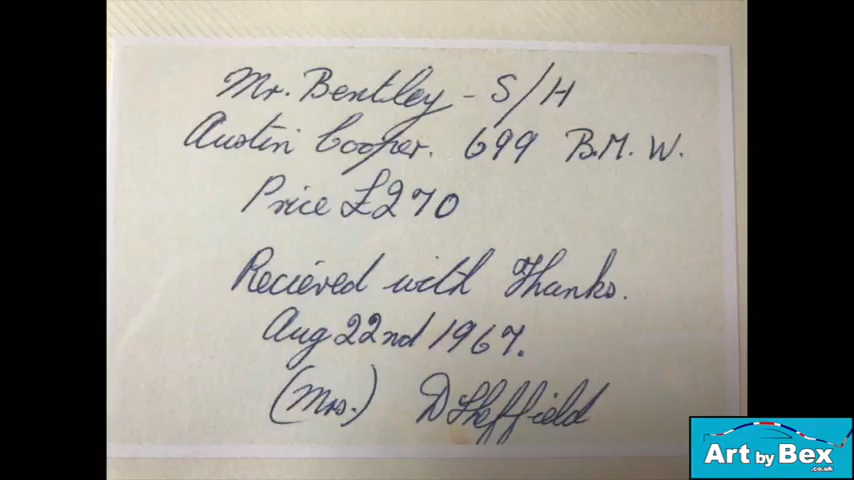 Mr. Bentley - S/H
Austin Cooper. 699 B.M.W.
Price £270
Recieved with Thanks.
Aug 22nd 1967.
(Mrs.) D Sheffield
Art by Bex
.co.uk